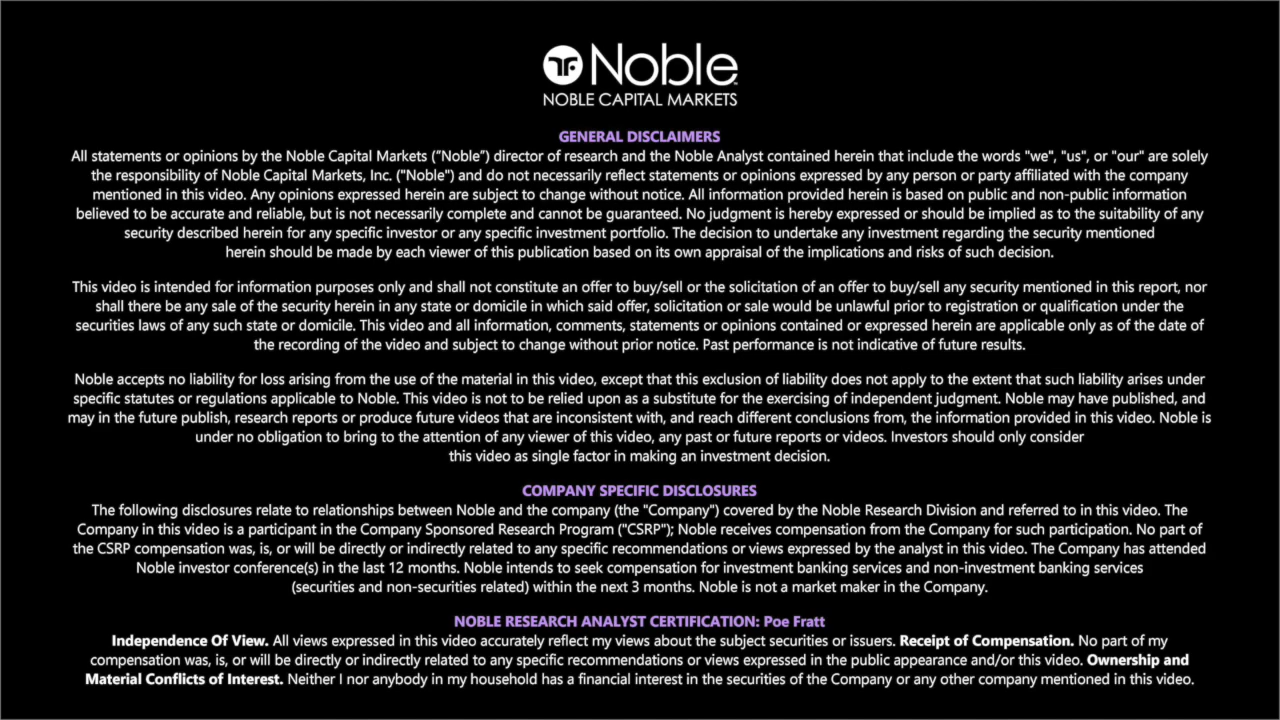 Noble
NOBLE CAPITAL MARKETS
GENERAL DISCLAIMERS
All statements or opinions by the Noble Capital Markets (“Noble”) director of research and the Noble Analyst contained herein that include the words "we", "us", or "our" are solely
the responsibility of Noble Capital Markets, Inc. ("Noble") and do not necessarily reflect statements or opinions expressed by any person or party affiliated with the company
mentioned in this video. Any opinions expressed herein are subject to change without notice. All information provided herein is based on public and non-public information
believed to be accurate and reliable, but is not necessarily complete and cannot be guaranteed. No judgment is hereby expressed or should be implied as to the suitability of any
security described herein for any specific investor or any specific investment portfolio. The decision to undertake any investment regarding the security mentioned
herein should be made by each viewer of this publication based on its own appraisal of the implications and risks of such decision.
This video is intended for information purposes only and shall not constitute an offer to buy/sell or the solicitation of an offer to buy/sell any security mentioned in this report, nor
shall there be any sale of the security herein in any state or domicile in which said offer, solicitation or sale would be unlawful prior to registration or qualification under the
securities laws of any such state or domicile. This video and all information, comments, statements or opinions contained or expressed herein are applicable only as of the date of
the recording of the video and subject to change without prior notice. Past performance is not indicative of future results.
Noble accepts no liability for loss arising from the use of the material in this video, except that this exclusion of liability does not apply to the extent that such liability arises under
specific statutes or regulations applicable to Noble. This video is not to be relied upon as a substitute for the exercising of independent judgment. Noble may have published, and
may in the future publish, research reports or produce future videos that are inconsistent with, and reach different conclusions from, the information provided in this video. Noble is
under no obligation to bring to the attention of any viewer of this video, any past or future reports or videos. Investors should only consider
this video as single factor in making an investment decision.
COMPANY SPECIFIC DISCLOSURES
The following disclosures relate to relationships between Noble and the company (the "Company") covered by the Noble Research Division and referred to in this video. The
Company in this video is a participant in the Company Sponsored Research Program ("CSRP"); Noble receives compensation from the Company for such participation. No part of
the CSRP compensation was, is, or will be directly or indirectly related to any specific recommendations or views expressed by the analyst in this video. The Company has attended
Noble investor conference(s) in the last 12 months. Noble intends to seek compensation for investment banking services and non-investment banking services
(securities and non-securities related) within the next 3 months. Noble is not a market maker in the Company.
NOBLE RESEARCH ANALYST CERTIFICATION: Poe Fratt
Independence Of View. All views expressed in this video accurately reflect my views about the subject securities or issuers. Receipt of Compensation. No part of my
compensation was, is, or will be directly or indirectly related to any specific recommendations or views expressed in the public appearance and/or this video. Ownership and
Material Conflicts of Interest. Neither I nor anybody in my household has a financial interest in the securities of the Company or any other company mentioned in this video.